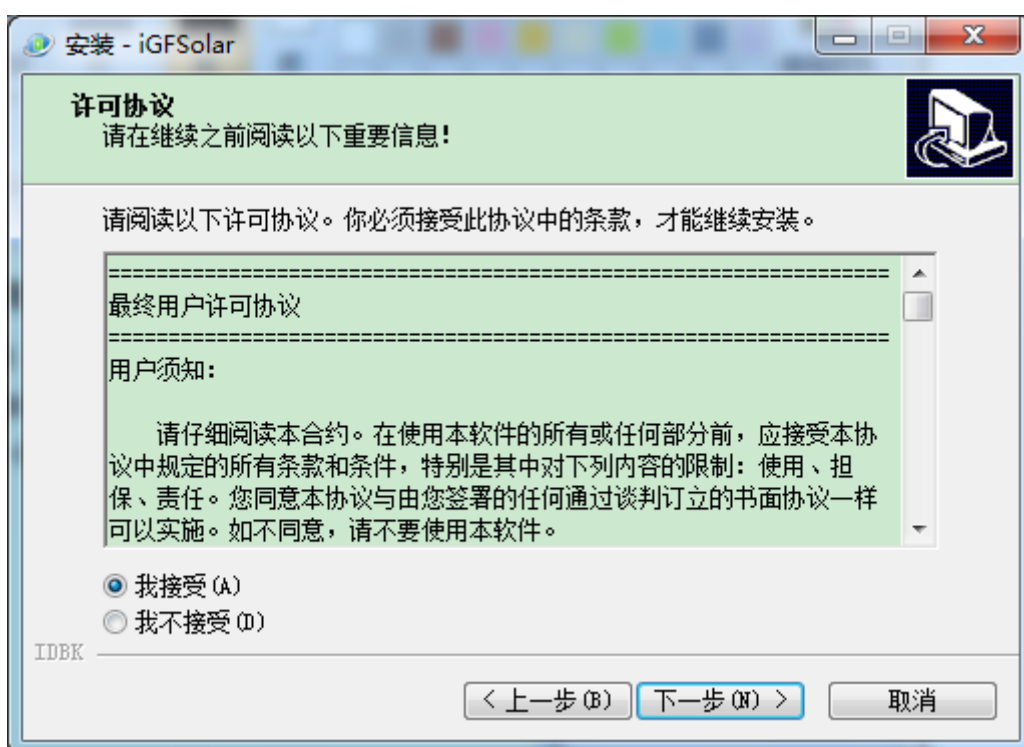 安装 - iGFSolar
许可协议
请在继续之前阅读以下重要信息!
请阅读以下许可协议。你必须接受此协议中的条款，才能继续安装。
=================================================================
最终用户许可协议
=================================================================
用户须知:
请仔细阅读本合约。在使用本软件的所有或任何部分前，应接受本协
议中规定的所有条款和条件，特别是其中对下列内容的限制: 使用、担
保、责任。您同意本协议与由您签署的任何通过谈判订立的书面协议一样
可以实施。如不同意，请不要使用本软件。
我接受(A)
我不接受(D)
IDBK
< 上一步(B)
下一步(N) >
取消